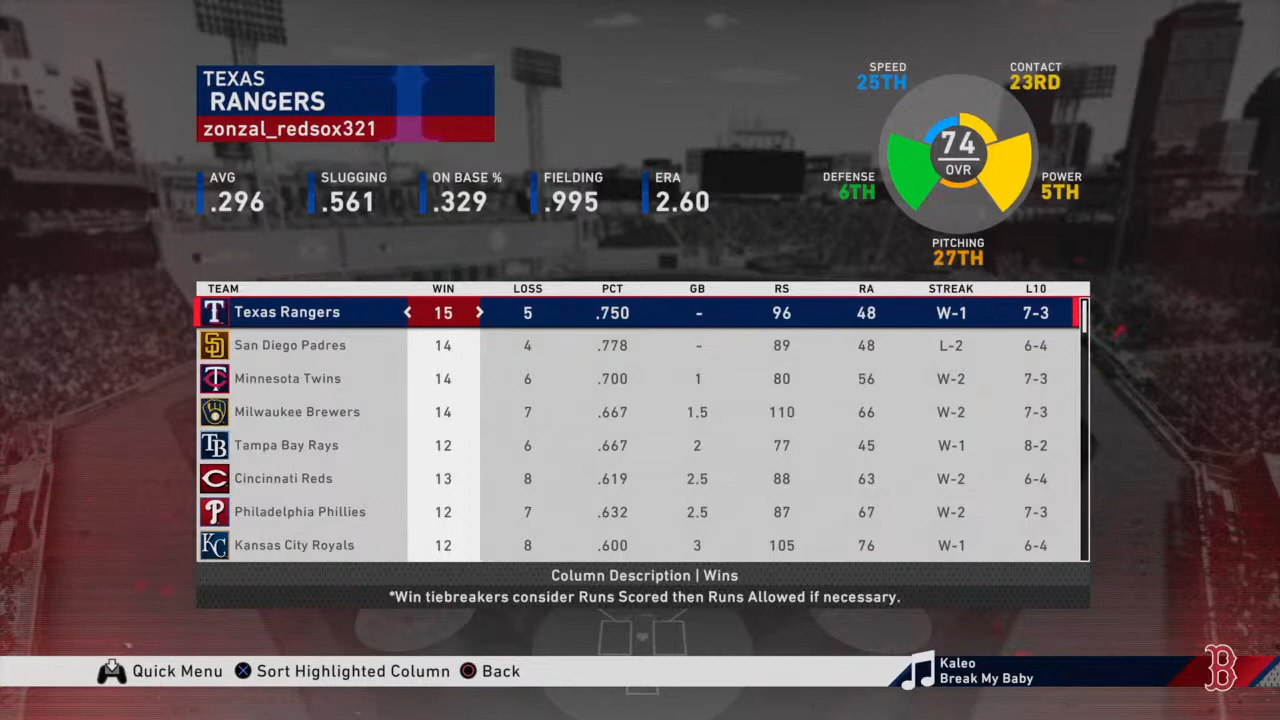 TEXAS
RANGERS
zonzal_redsox321
SPEED
25TH
CONTACT
23RD
74
OVR
DEFENSE
6TH
POWER
5TH
PITCHING
27TH
AVG
.296
SLUGGING
.561
ON BASE %
.329
FIELDING
.995
ERA
2.60
TEAM WIN LOSS PCT GB RS RA STREAK L10
Texas Rangers 15 5 .750 - 96 48 W-1 7-3
San Diego Padres 14 4 .778 - 89 48 L-2 6-4
Minnesota Twins 14 6 .700 1 80 56 W-2 7-3
Milwaukee Brewers 14 7 .667 1.5 110 66 W-2 7-3
Tampa Bay Rays 12 6 .667 2 77 45 W-1 8-2
Cincinnati Reds 13 8 .619 2.5 88 63 W-2 6-4
Philadelphia Phillies 12 7 .632 2.5 87 67 W-2 7-3
Kansas City Royals 12 8 .600 3 105 76 W-1 6-4
Column Description | Wins
*Win tiebreakers consider Runs Scored then Runs Allowed if necessary.
Quick Menu Sort Highlighted Column Back
Kaleo
Break My Baby
B